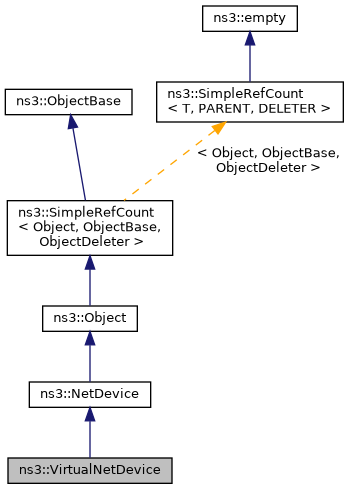 ns3::empty
ns3::ObjectBase
ns3::SimpleRefCount
< T, PARENT, DELETER >
< Object, ObjectBase,
ObjectDeleter >
ns3::SimpleRefCount
< Object, ObjectBase,
ObjectDeleter >
ns3::Object
ns3::NetDevice
ns3::VirtualNetDevice